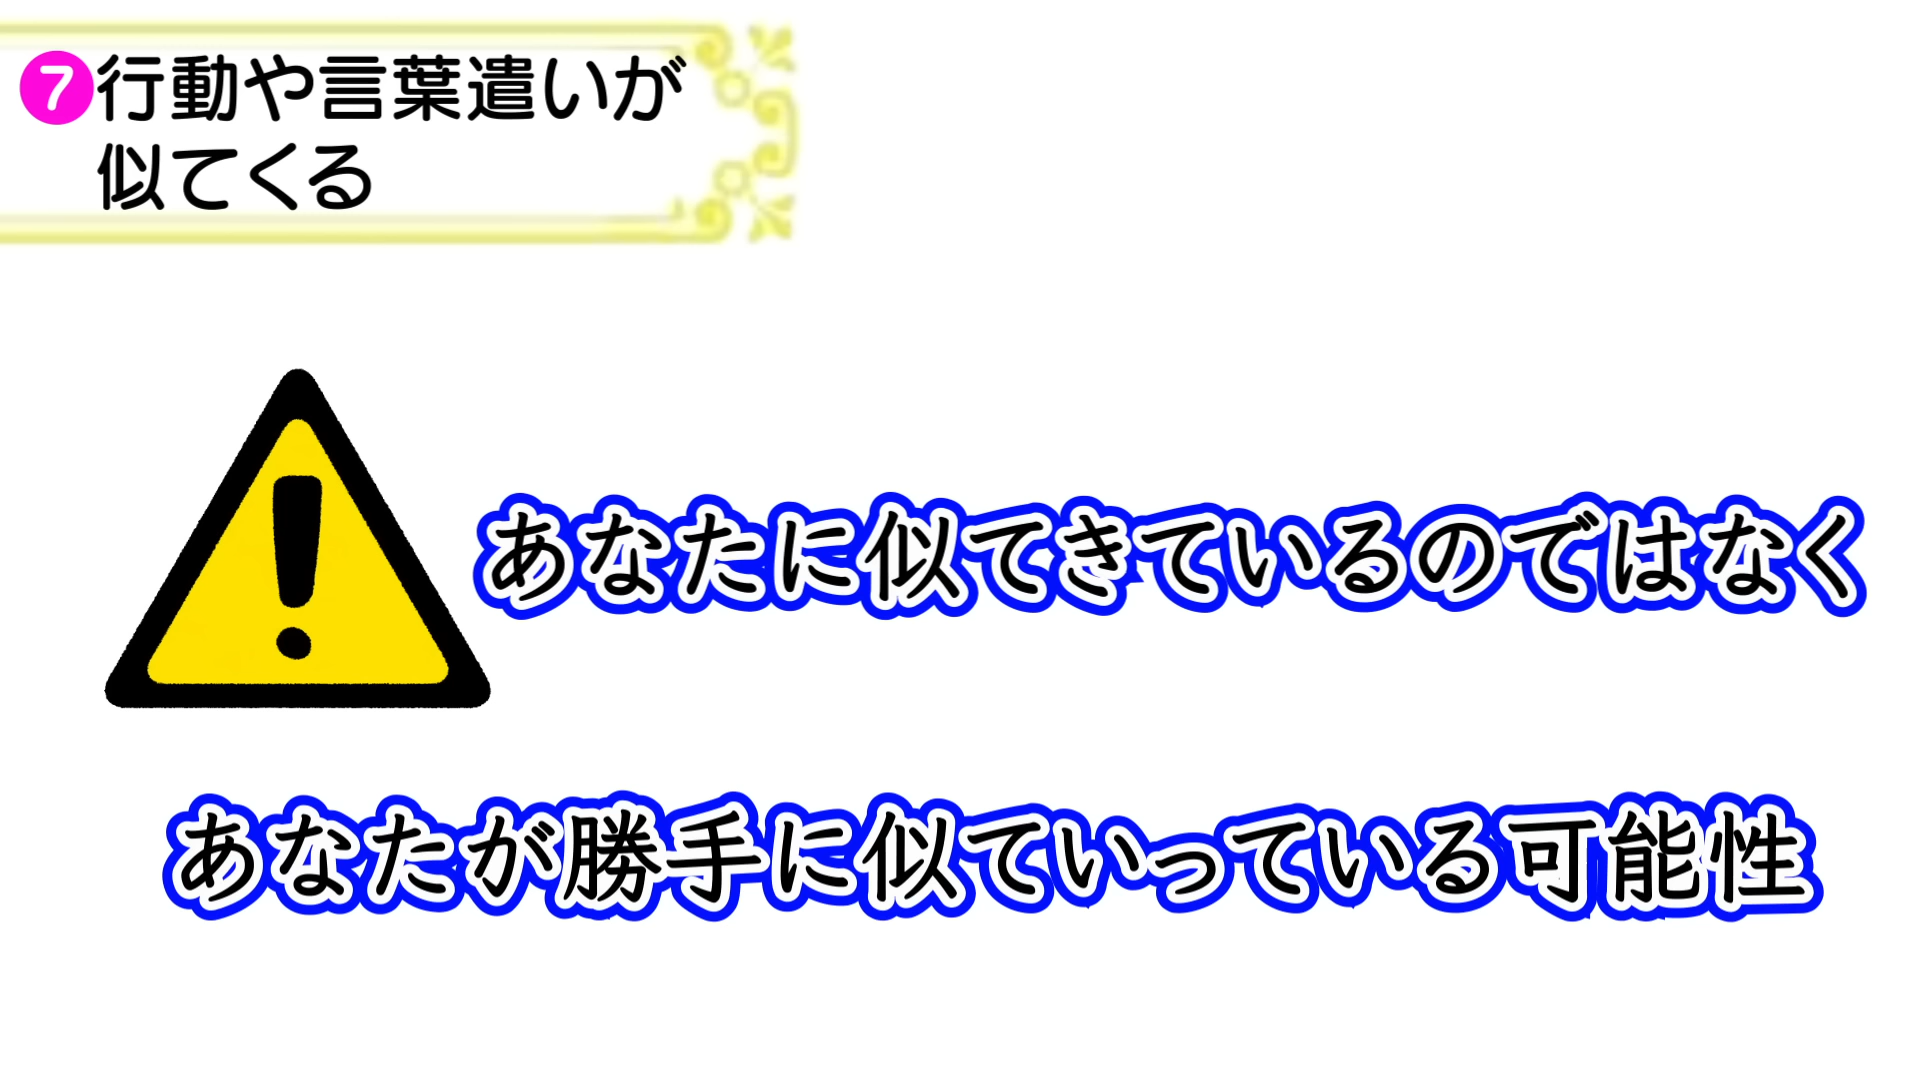 ❼行動や言葉遣いが
似てくる
あなたに似てきているのではなく
あなたが勝手に似ていっている可能性